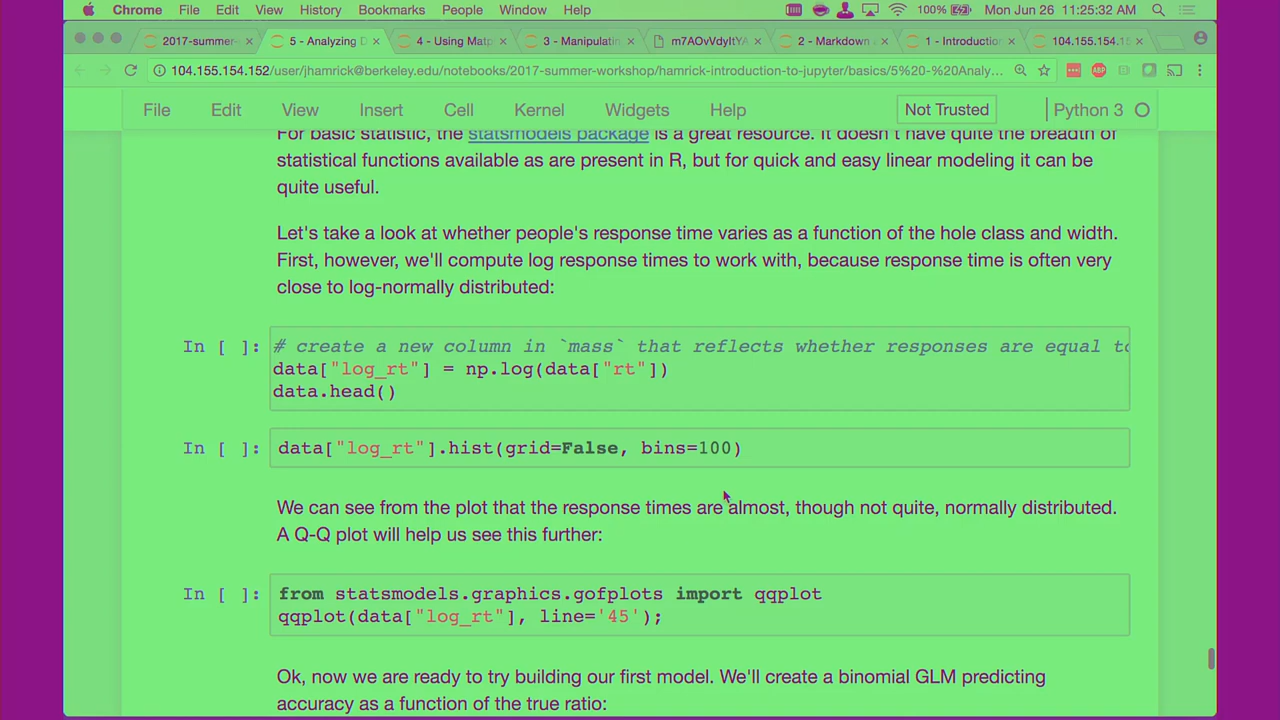 Chrome File Edit View History Bookmarks People Window Help 100% Mon Jun 26 11:25:32 AM
2017-summer- 5 - Analyzing D 4 - Using Matp 3 - Manipulatin m7AOvVdyItYA 2 - Markdown 1 - Introduction 104.155.154.15
104.155.154.152/user/jhamrick@berkeley.edu/notebooks/2017-summer-workshop/hamrick-introduction-to-jupyter/basics/5%20-%20Analy...
File Edit View Insert Cell Kernel Widgets Help Not Trusted Python 3
For basic statistic, the statsmodels package is a great resource. It doesn't have quite the breadth of
statistical functions available as are present in R, but for quick and easy linear modeling it can be
quite useful.
Let's take a look at whether people's response time varies as a function of the hole class and width.
First, however, we'll compute log response times to work with, because response time is often very
close to log-normally distributed:
In [ ]: # create a new column in `mass` that reflects whether responses are equal to
data["log_rt"] = np.log(data["rt"])
data.head()
In [ ]: data["log_rt"].hist(grid=False, bins=100)
We can see from the plot that the response times are almost, though not quite, normally distributed.
A Q-Q plot will help us see this further:
In [ ]: from statsmodels.graphics.gofplots import qqplot
qqplot(data["log_rt"], line='45');
Ok, now we are ready to try building our first model. We'll create a binomial GLM predicting
accuracy as a function of the true ratio: